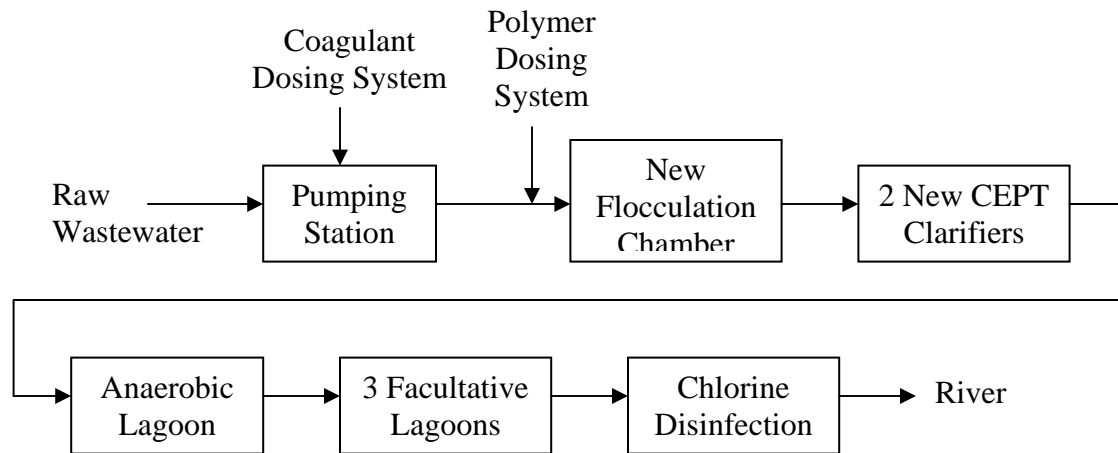 Coagulant
Dosing System
Polymer
Dosing
System
Raw
Wastewater
Pumping
Station
New
Flocculation
Chamber
2 New CEPT
Clarifiers
Anaerobic
Lagoon
3 Facultative
Lagoons
Chlorine
Disinfection
River